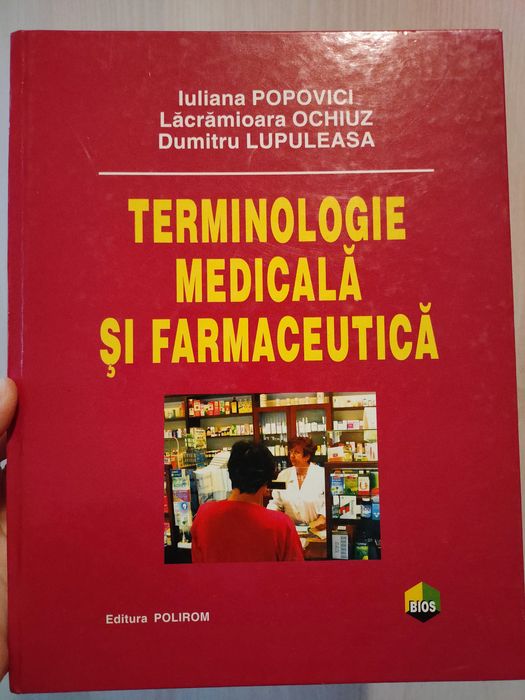 Iuliana POPOVICI
Lăcrămioara OCHIUZ
Dumitru LUPULEASA
TERMINOLOGIE
MEDICALĂ
ȘI FARMACEUTICĂ
Editura POLIROM
BIOS